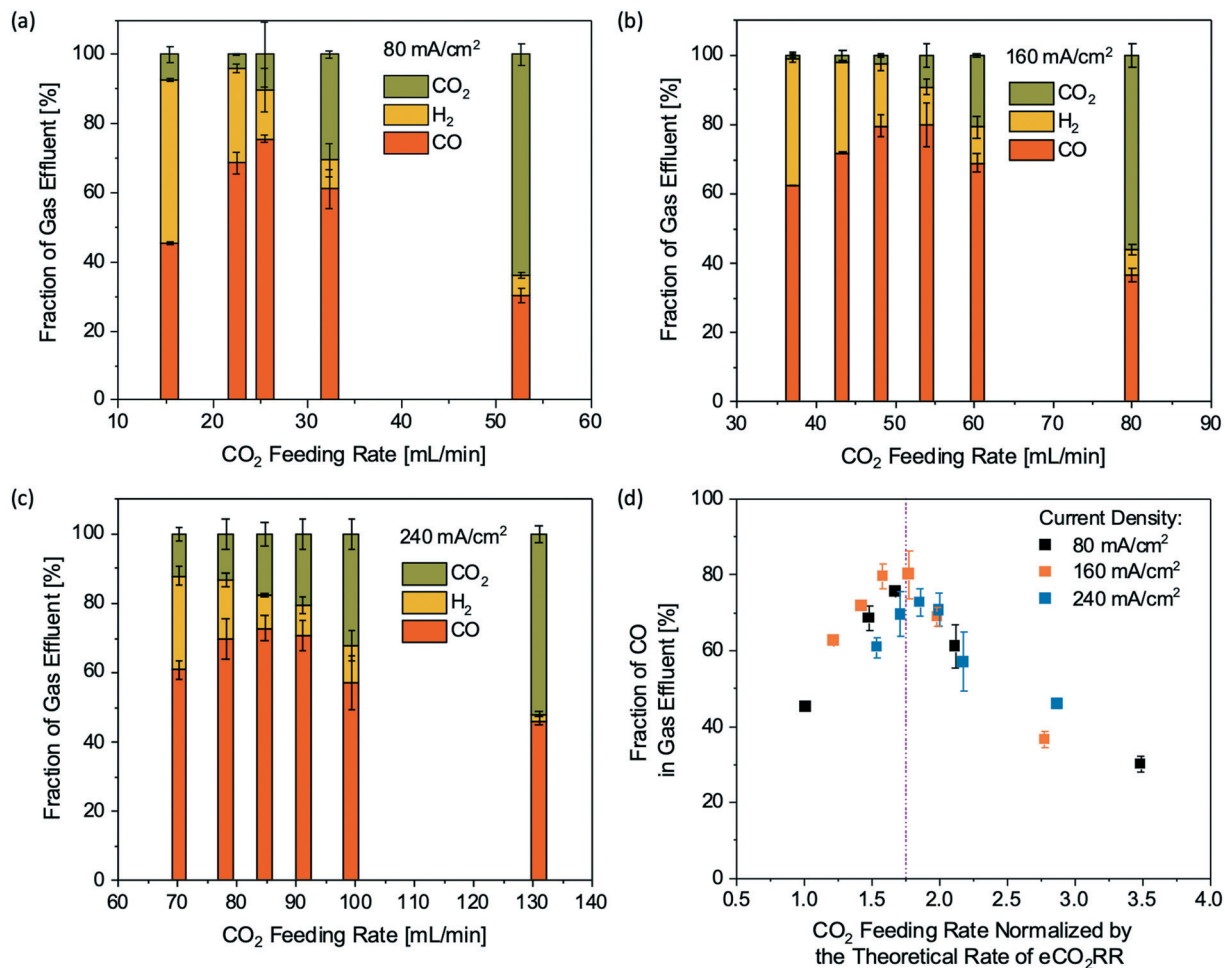 (a)
80 mA/cm²
CO₂
H₂
CO
Fraction of Gas Effluent [%]
100
80
60
40
20
0
10 20 30 40 50 60
CO₂ Feeding Rate [mL/min]
(b)
160 mA/cm²
CO₂
H₂
CO
Fraction of Gas Effluent [%]
100
80
60
40
20
0
30 40 50 60 70 80 90
CO₂ Feeding Rate [mL/min]
(c)
240 mA/cm²
CO₂
H₂
CO
Fraction of Gas Effluent [%]
100
80
60
40
20
0
60 70 80 90 100 110 120 130 140
CO₂ Feeding Rate [mL/min]
(d)
Current Density:
80 mA/cm²
160 mA/cm²
240 mA/cm²
Fraction of CO
in Gas Effluent [%]
100
80
60
40
20
0
0.5 1.0 1.5 2.0 2.5 3.0 3.5 4.0
CO₂ Feeding Rate Normalized by
the Theoretical Rate of eCO₂RR